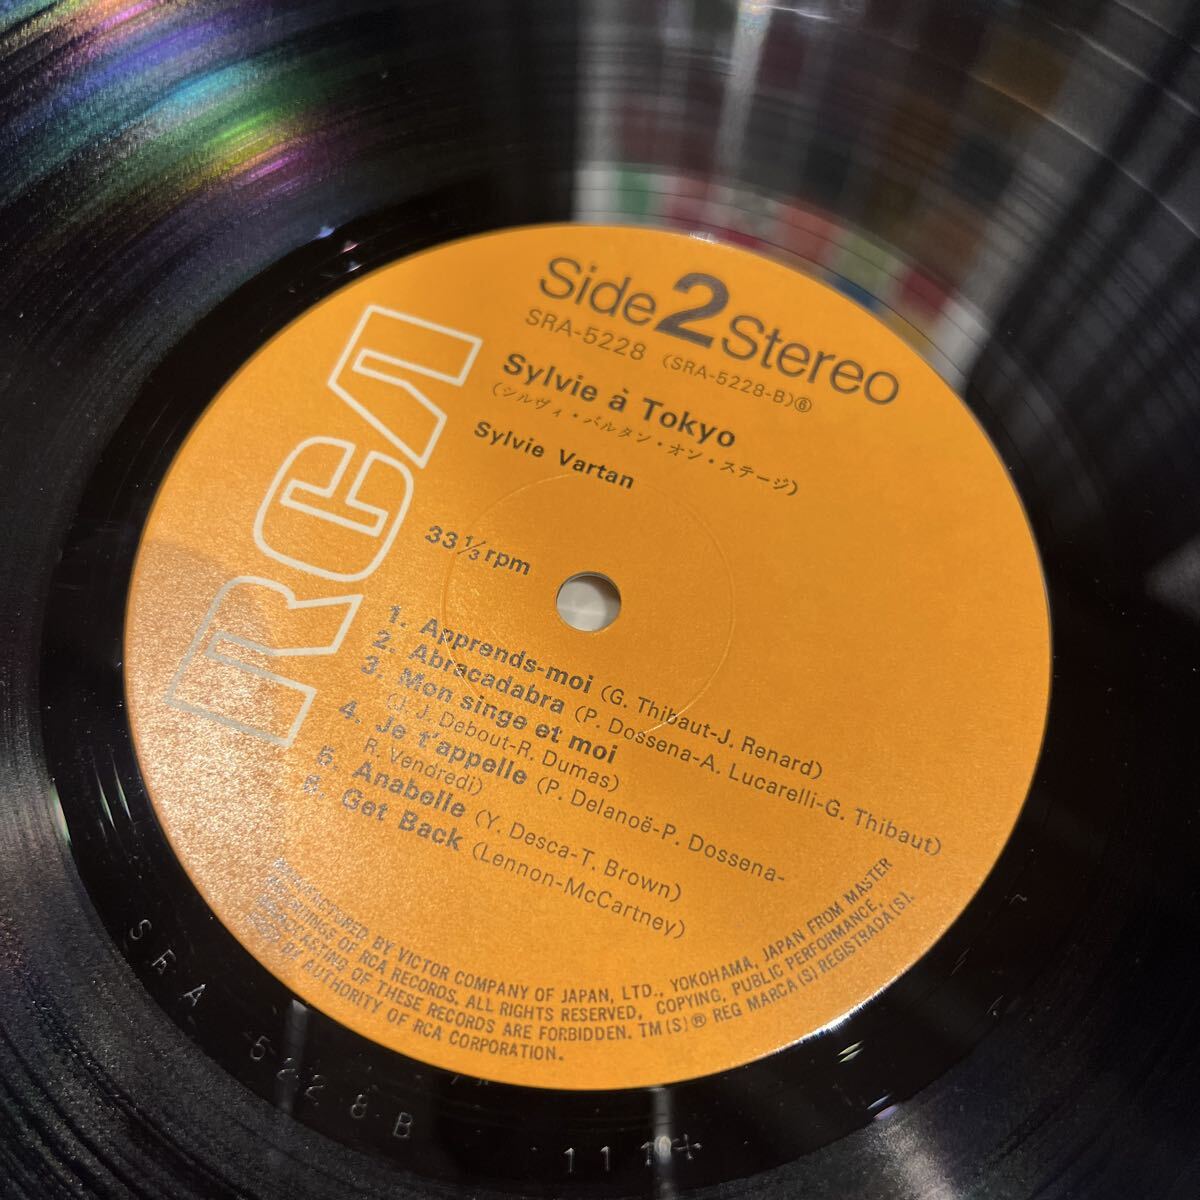 RCA
Side 2 Stereo
SRA-5228 (SRA-5228-B)⑥
Sylvie à Tokyo
(シルヴィ・バルタン・オン・ステージ)
Sylvie Vartan
33 1/3 rpm
1. Apprends-moi (G. Thibaut-J. Renard)
2. Abracadabra (P. Dossena-A. Lucarelli-G. Thibaut)
3. Mon singe et moi
(J. J. Debout-R. Dumas)
4. Je t'appelle (P. Delanoë-P. Dossena-
R. Vendredi)
5. Anabelle (Y. Desca-T. Brown)
6. Get Back (Lennon-McCartney)
MANUFACTURED BY VICTOR COMPANY OF JAPAN, LTD., YOKOHAMA, JAPAN FROM MASTER
RECORDINGS OF RCA RECORDS. ALL RIGHTS RESERVED, COPYING, PUBLIC PERFORMANCE,
BROADCASTING OF THESE RECORDS ARE FORBIDDEN. TM(S)® REG MARCA(S) REGISTRADA(S).
USED BY AUTHORITY OF RCA CORPORATION.
SRA-5228B 111+